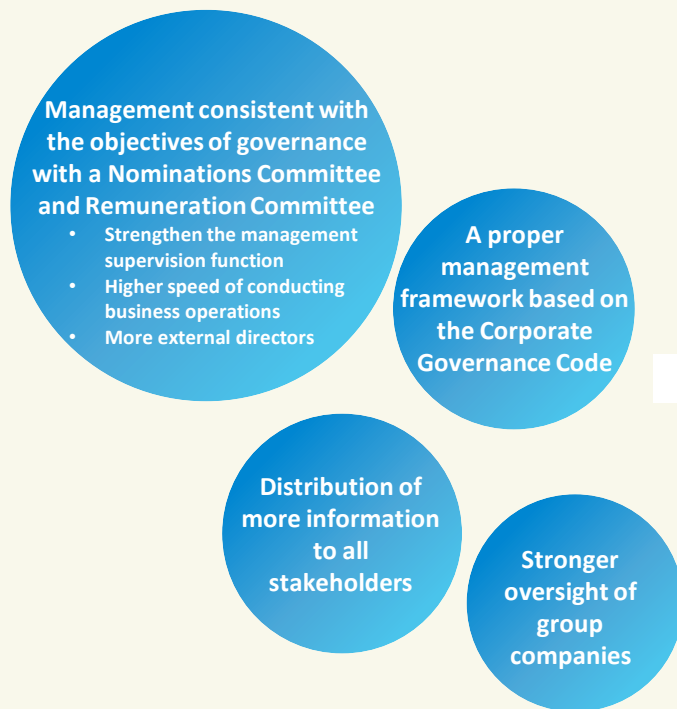 Management consistent with
the objectives of governance
with a Nominations Committee
and Remuneration Committee
• Strengthen the management
supervision function
• Higher speed of conducting
business operations
• More external directors
A proper
management
framework based on
the Corporate
Governance Code
Distribution of
more information
to all
stakeholders
Stronger
oversight of
group
companies